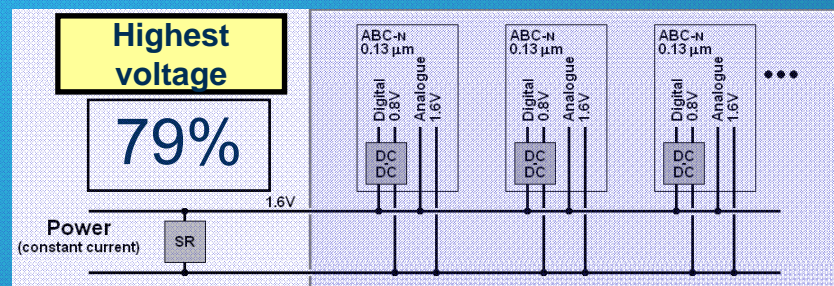 Highest
voltage
79%
1.6V
Power
(constant current)
SR
ABC-N
0.13 μm
Digital
0.8V
Analogue
1.6V
DC
DC
ABC-N
0.13 μm
Digital
0.8V
Analogue
1.6V
DC
DC
ABC-N
0.13 μm
Digital
0.8V
Analogue
1.6V
DC
DC
•••